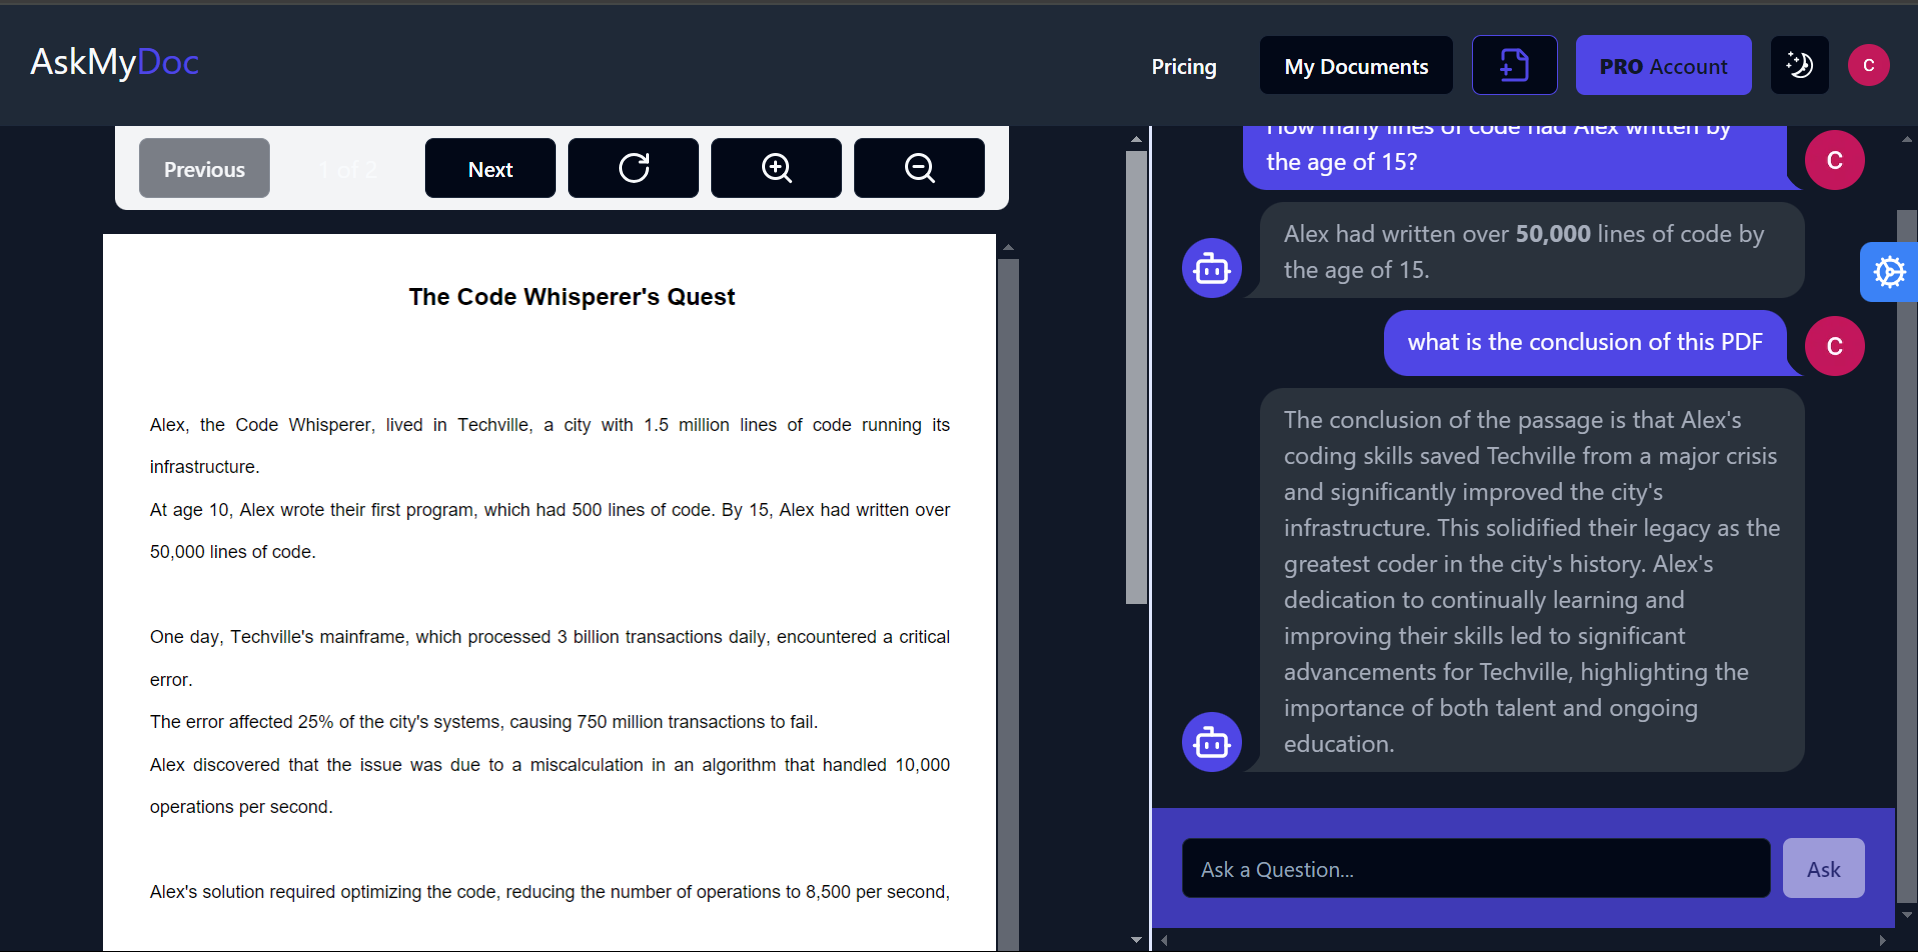 AskMyDoc
Pricing
My Documents
PRO Account
C
Previous
1 of 2
Next
The Code Whisperer's Quest
Alex, the Code Whisperer, lived in Techville, a city with 1.5 million lines of code running its
infrastructure.
At age 10, Alex wrote their first program, which had 500 lines of code. By 15, Alex had written over
50,000 lines of code.
One day, Techville's mainframe, which processed 3 billion transactions daily, encountered a critical
error.
The error affected 25% of the city's systems, causing 750 million transactions to fail.
Alex discovered that the issue was due to a miscalculation in an algorithm that handled 10,000
operations per second.
Alex's solution required optimizing the code, reducing the number of operations to 8,500 per second,
How many lines of code had Alex written by
the age of 15?
C
Alex had written over 50,000 lines of code by
the age of 15.
what is the conclusion of this PDF
C
The conclusion of the passage is that Alex's
coding skills saved Techville from a major crisis
and significantly improved the city's
infrastructure. This solidified their legacy as the
greatest coder in the city's history. Alex's
dedication to continually learning and
improving their skills led to significant
advancements for Techville, highlighting the
importance of both talent and ongoing
education.
Ask a Question...
Ask